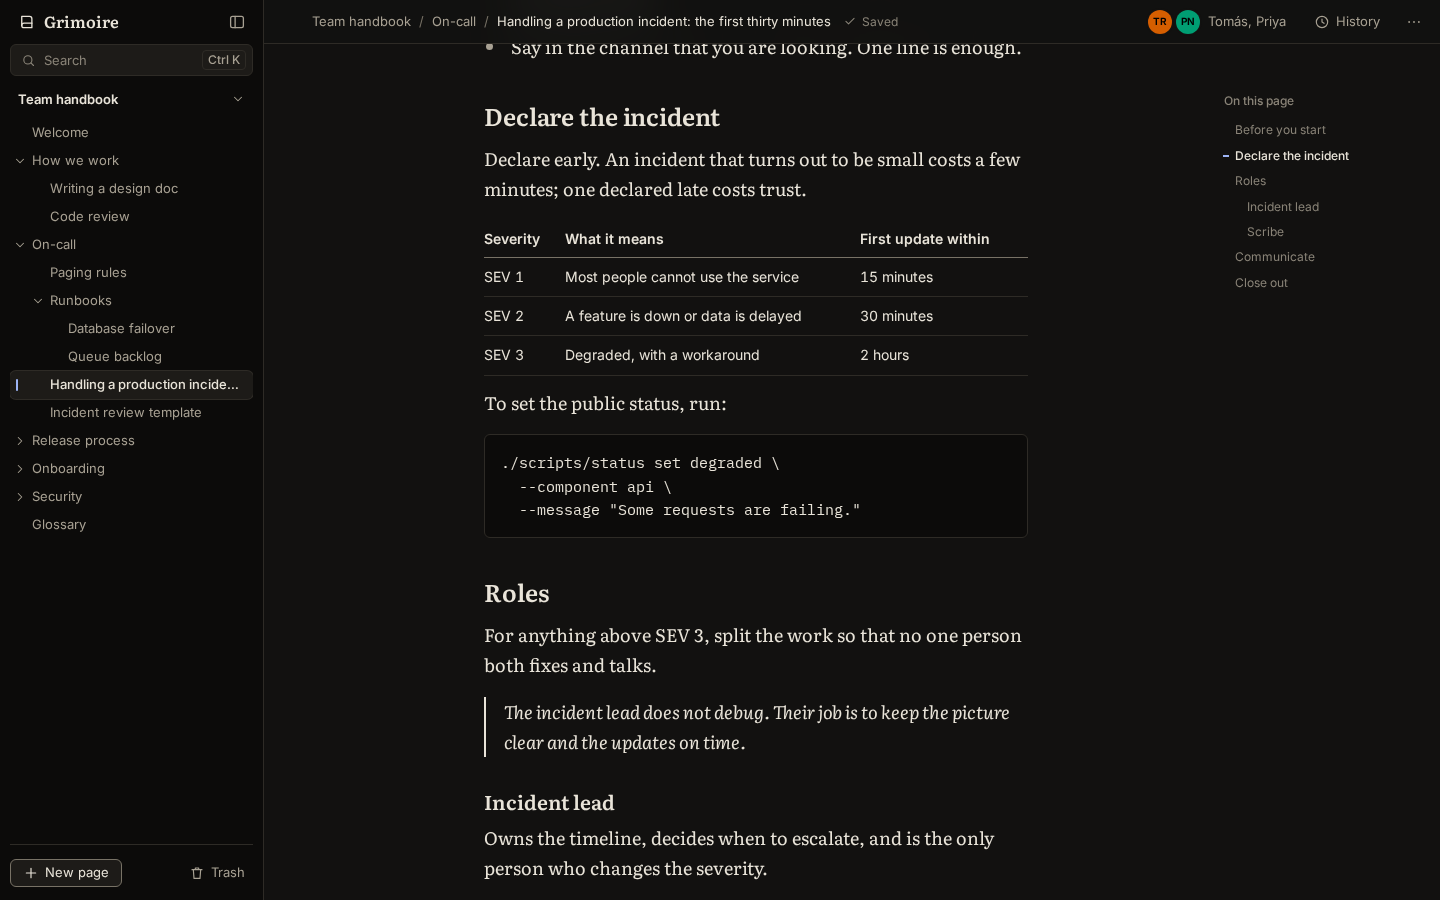 Grimoire
Search
Ctrl K
Team handbook
Welcome
How we work
Writing a design doc
Code review
On-call
Paging rules
Runbooks
Database failover
Queue backlog
Handling a production incide...
Incident review template
Release process
Onboarding
Security
Glossary
New page
Trash
Team handbook / On-call / Handling a production incident: the first thirty minutes
Saved
TR
PN
Tomás, Priya
History
Say in the channel that you are looking. One line is enough.
Declare the incident
Declare early. An incident that turns out to be small costs a few
minutes; one declared late costs trust.
Severity What it means First update within
SEV 1 Most people cannot use the service 15 minutes
SEV 2 A feature is down or data is delayed 30 minutes
SEV 3 Degraded, with a workaround 2 hours
To set the public status, run:
./scripts/status set degraded \
--component api \
--message "Some requests are failing."
Roles
For anything above SEV 3, split the work so that no one person
both fixes and talks.
The incident lead does not debug. Their job is to keep the picture
clear and the updates on time.
Incident lead
Owns the timeline, decides when to escalate, and is the only
person who changes the severity.
On this page
Before you start
Declare the incident
Roles
Incident lead
Scribe
Communicate
Close out